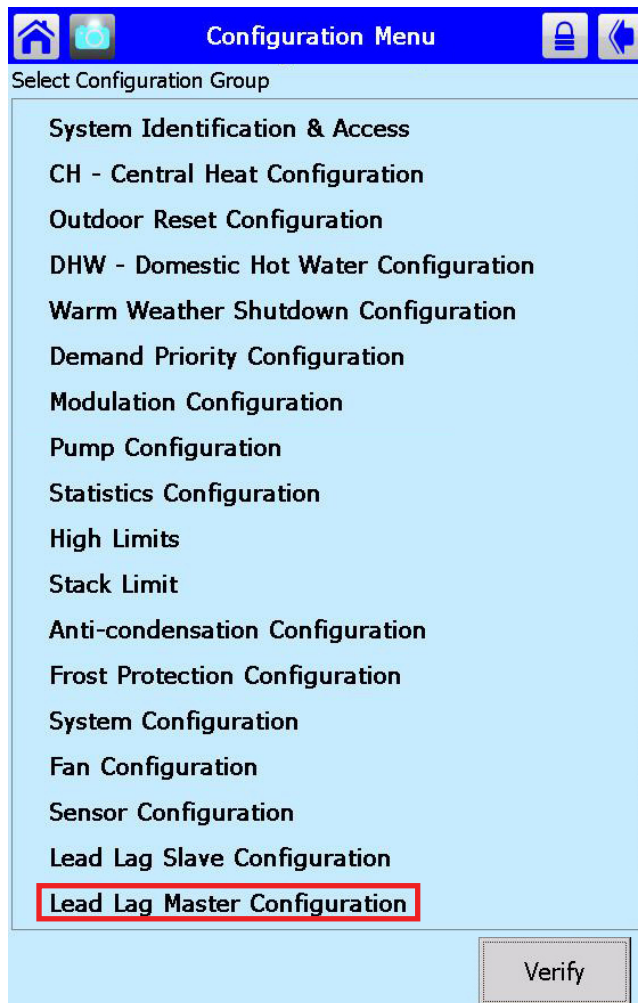 Configuration Menu
Select Configuration Group
System Identification & Access
CH - Central Heat Configuration
Outdoor Reset Configuration
DHW - Domestic Hot Water Configuration
Warm Weather Shutdown Configuration
Demand Priority Configuration
Modulation Configuration
Pump Configuration
Statistics Configuration
High Limits
Stack Limit
Anti-condensation Configuration
Frost Protection Configuration
System Configuration
Fan Configuration
Sensor Configuration
Lead Lag Slave Configuration
Lead Lag Master Configuration
Verify